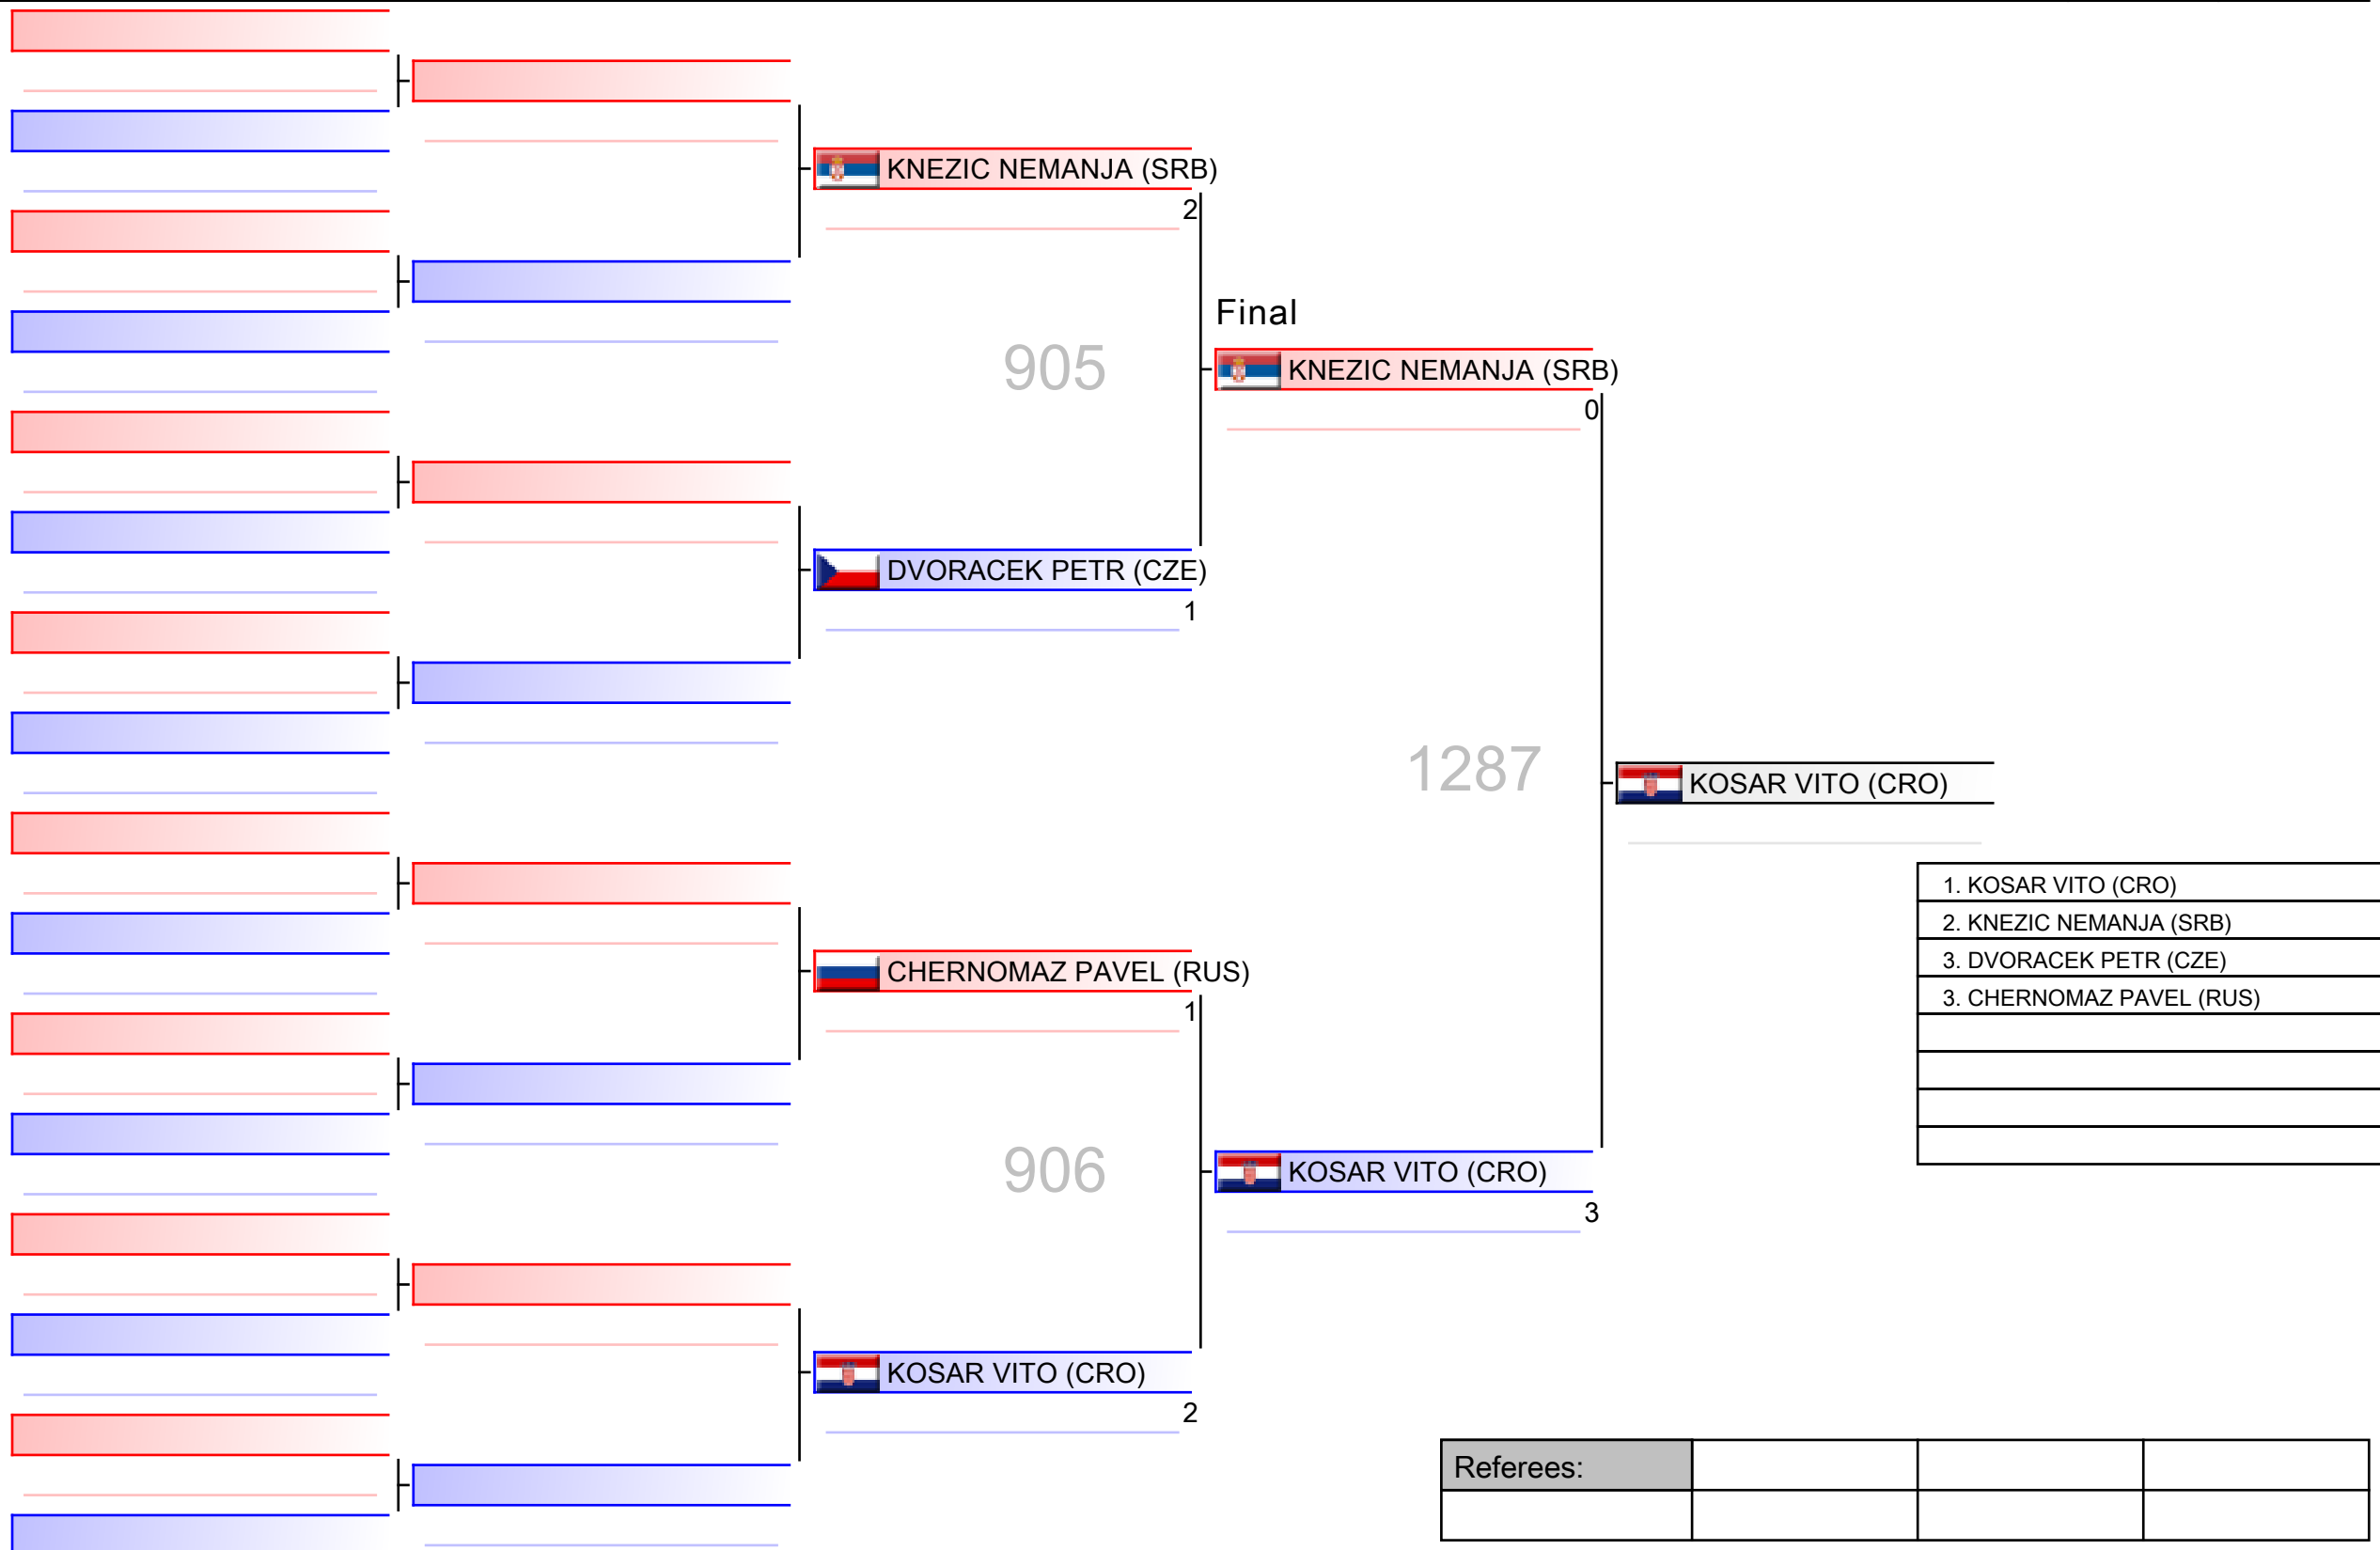 KNEZIC NEMANJA (SRB)
2
905
DVORACEK PETR (CZE)
1
Final
KNEZIC NEMANJA (SRB)
0
1287
KOSAR VITO (CRO)
CHERNOMAZ PAVEL (RUS)
1
906
KOSAR VITO (CRO)
2
KOSAR VITO (CRO)
3
1. KOSAR VITO (CRO)
2. KNEZIC NEMANJA (SRB)
3. DVORACEK PETR (CZE)
3. CHERNOMAZ PAVEL (RUS)
Referees: